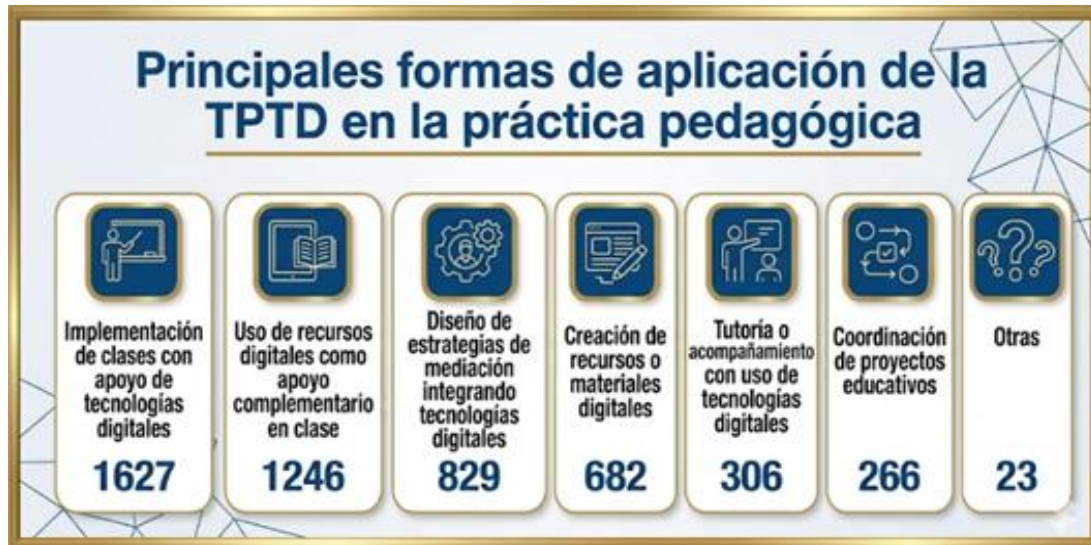 Principales formas de aplicación de la
TPTD en la práctica pedagógica
Implementación
de clases con
apoyo de
tecnologías
digitales
1627
Uso de recursos
digitales como
apoyo
complementario
en clase
1246
Diseño de
estrategias de
mediación
integrando
tecnologías
digitales
829
Creación de
recursos o
materiales
digitales
682
Tutoría o
acompañamiento
con uso de
tecnologías
digitales
306
Coordinación
de proyectos
educativos
266
???
Otras
23